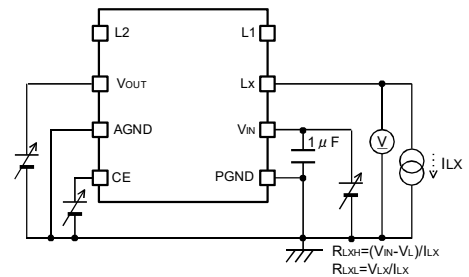 L2 L1
VOUT Lx
AGND VIN
1μF
V
CE PGND
ILX
RLXH=(VIN-VL)/ILX
RLXL=VLX/ILX